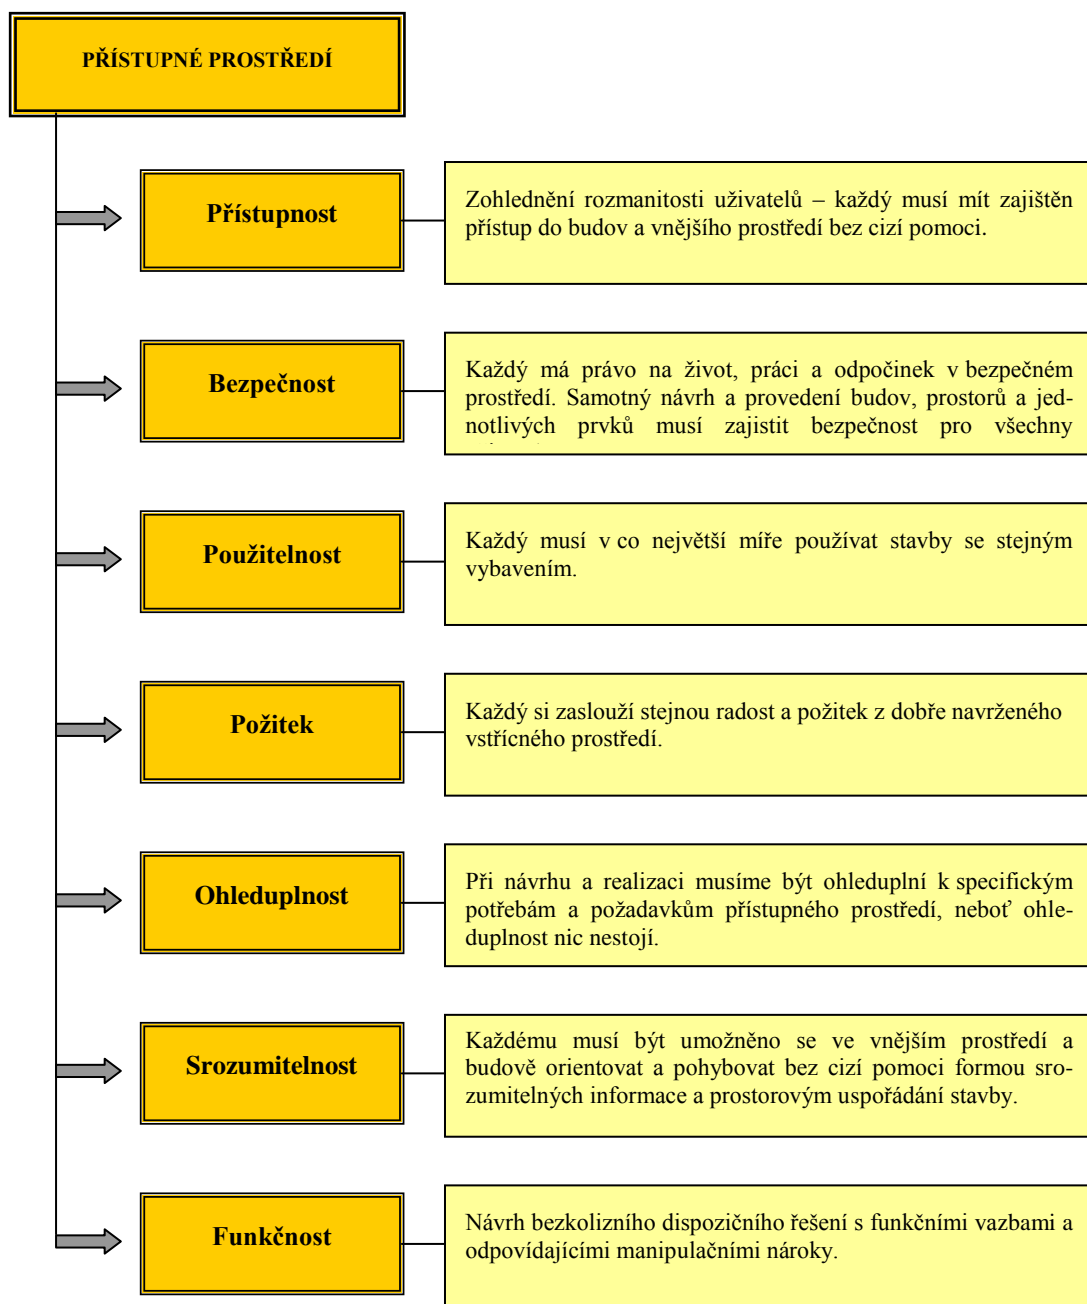 PŘÍSTUPNÉ PROSTŘEDÍ
Přístupnost
Zohlednění rozmanitosti uživatelů – každý musí mít zajištěn
přístup do budov a vnějšího prostředí bez cizí pomoci.
Bezpečnost
Každý má právo na život, práci a odpočinek v bezpečném
prostředí. Samotný návrh a provedení budov, prostorů a jed-
notlivých prvků musí zajistit bezpečnost pro všechny
Použitelnost
Každý musí v co největší míře používat stavby se stejným
vybavením.
Požitek
Každý si zaslouží stejnou radost a požitek z dobře navrženého
vstřícného prostředí.
Ohleduplnost
Při návrhu a realizaci musíme být ohleduplní k specifickým
potřebám a požadavkům přístupného prostředí, neboť ohle-
duplnost nic nestojí.
Srozumitelnost
Každému musí být umožněno se ve vnějším prostředí a
budově orientovat a pohybovat bez cizí pomoci formou sro-
zumitelných informace a prostorovým uspořádání stavby.
Funkčnost
Návrh bezkolizního dispozičního řešení s funkčními vazbami a
odpovídajícími manipulačními nároky.